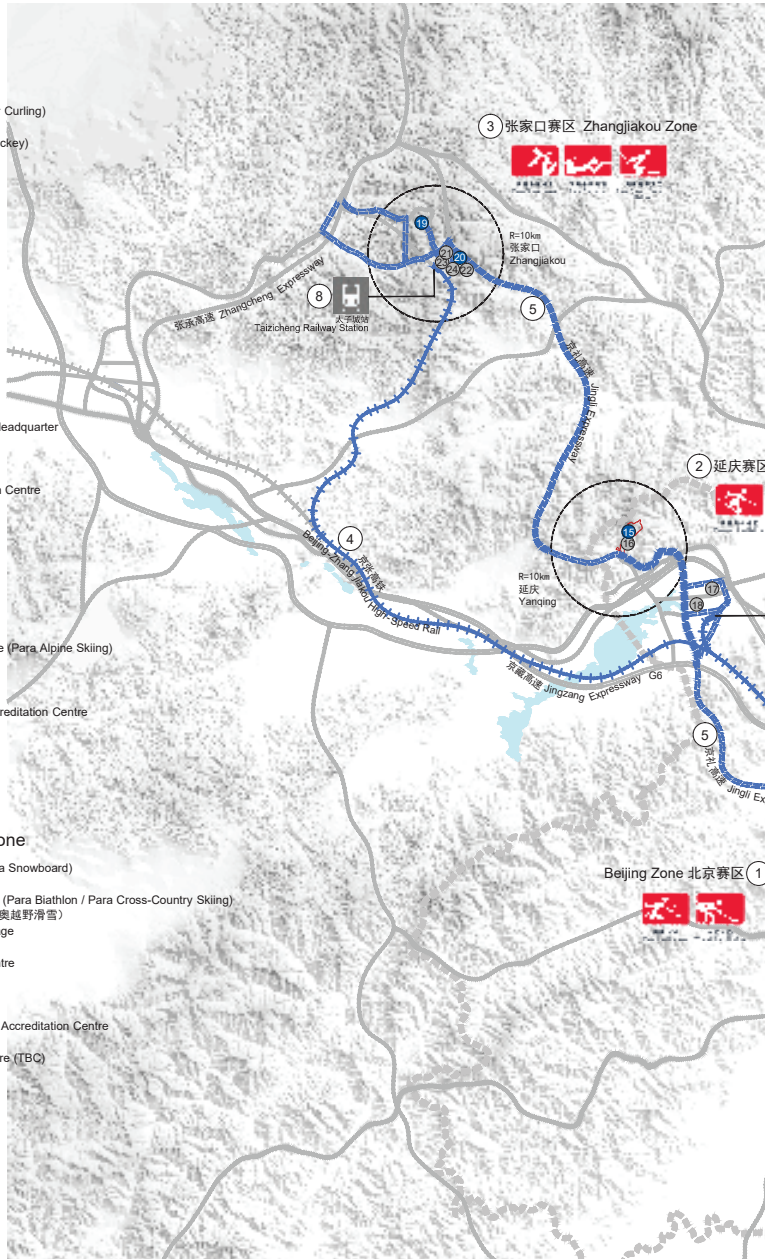 Curling)
ckey)
eadquarter
Centre
e (Para Alpine Skiing)
reditation Centre
one
a Snowboard)
(Para Biathlon / Para Cross-Country Skiing)
奥越野滑雪）
ge
tre
Accreditation Centre
re (TBC)
3 张家口赛区 Zhangjiakou Zone
19
R=10km
张家口
Zhangjiakou
21
20
23
24
22
8
太子城站
Taizicheng Railway Station
张承高速 Zhangcheng Expressway
5
京礼高速 Jingli Expressway
2 延庆赛区
15
16
R=10km
延庆
Yanqing
17
18
4
京张高铁
Beijing-Zhangjiakou High-Speed Rail
京藏高速 Jingzang Expressway G6
5
京礼高速 Jingli Ex
Beijing Zone 北京赛区 1